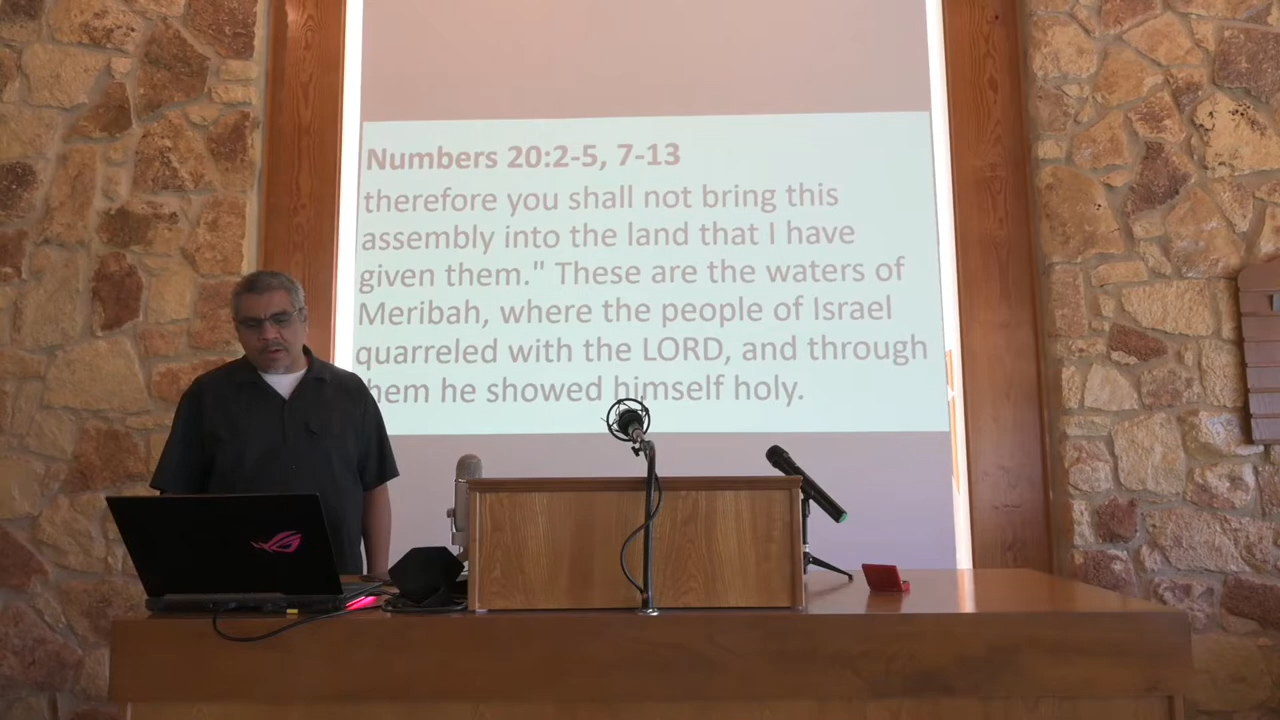 Numbers 20:2-5, 7-13
therefore you shall not bring this
assembly into the land that I have
given them." These are the waters of
Meribah, where the people of Israel
quarreled with the LORD, and through
them he showed himself holy.